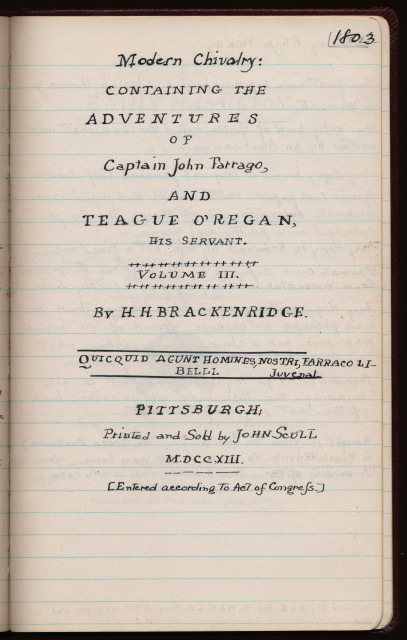 1803
Modern Chivalry:
CONTAINING THE
ADVENTURES
OF
Captain John Farrago,
AND
TEAGUE O'REGAN,
HIS SERVANT.
VOLUME III.
By H. H. BRACKENRIDGE.
QUICQUID AGUNT HOMINES, NOSTRI, FARRAGO LI-
BELLI. Juvenal
PITTSBURGH;
Printed and Sold by JOHN SCULL
M.DCC.XIII.
[Entered according To Act of Congreſs.]